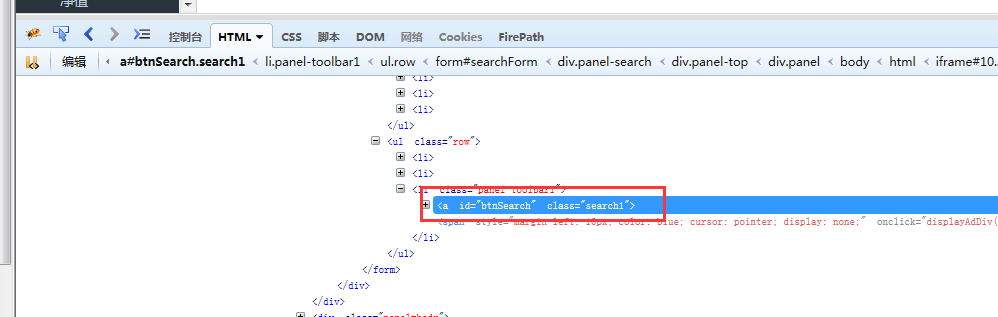 净值
控制台 HTML CSS 脚本 DOM 网络 Cookies FirePath
编辑 a#btnSearch.search1 < li.panel-toolbar1 < ul.row < form#searchForm < div.panel-search < div.panel-top < div.panel < body < html < iframe#10...
<li>
<li>
<li>
</ul>
<ul class="row">
<li>
<li>
<li class="panel-toolbar1">
<a id="btnSearch" class="search1">
<span style="margin-left: 10px; color: blue; cursor: pointer; display: none;" onclick="displayAdDiv(
</li>
</ul>
</form>
</div>
</div>
<div class="panel-body">